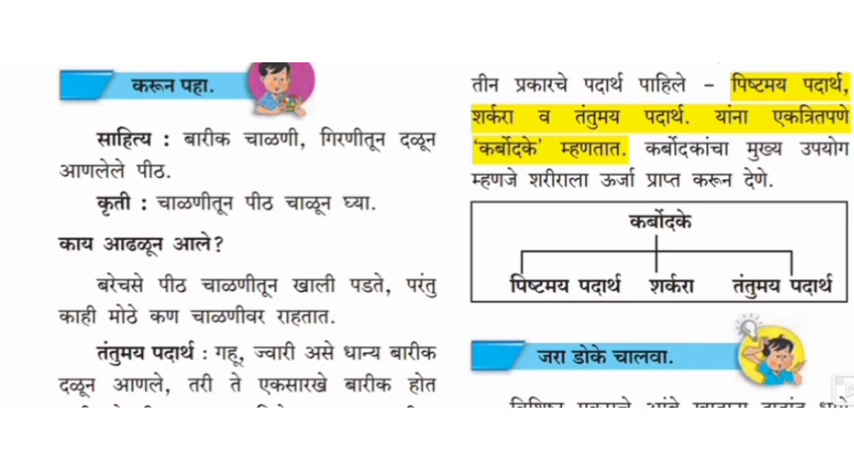 करून पहा.
साहित्य : बारीक चाळणी, गिरणीतून दळून
आणलेले पीठ.
कृती : चाळणीतून पीठ चाळून घ्या.
काय आढळून आले?
बरेचसे पीठ चाळणीतून खाली पडते, परंतु
काही मोठे कण चाळणीवर राहतात.
तंतुमय पदार्थ : गहू, ज्वारी असे धान्य बारीक
दळून आणले, तरी ते एकसारखे बारीक होत
तीन प्रकारचे पदार्थ पाहिले – पिष्टमय पदार्थ,
शर्करा व तंतुमय पदार्थ. यांना एकत्रितपणे
‘कर्बोदके’ म्हणतात. कर्बोदकांचा मुख्य उपयोग
म्हणजे शरीराला ऊर्जा प्राप्त करून देणे.
कर्बोदके
पिष्टमय पदार्थ शर्करा तंतुमय पदार्थ
जरा डोके चालवा.